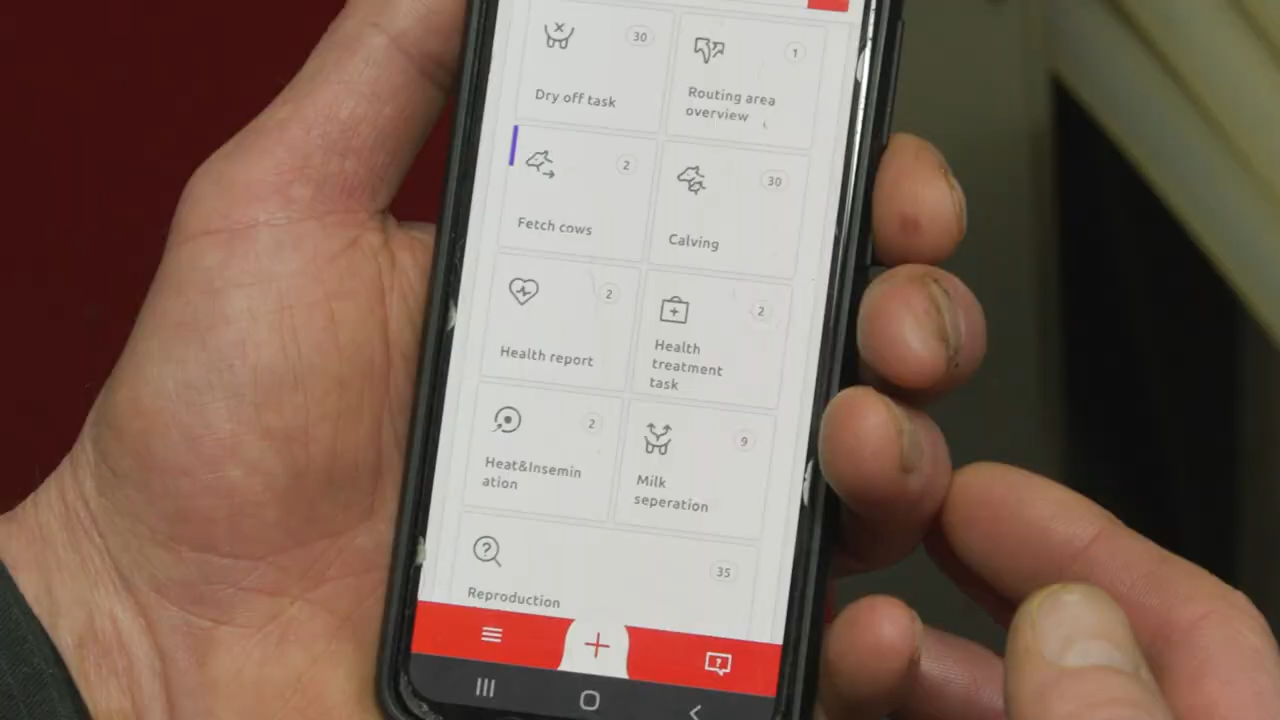 30
Dry off task
1
Routing area
overview
2
Fetch cows
30
Calving
2
Health report
2
Health
treatment
task
2
Heat&Insemin
ation
9
Milk
seperation
35
Reproduction